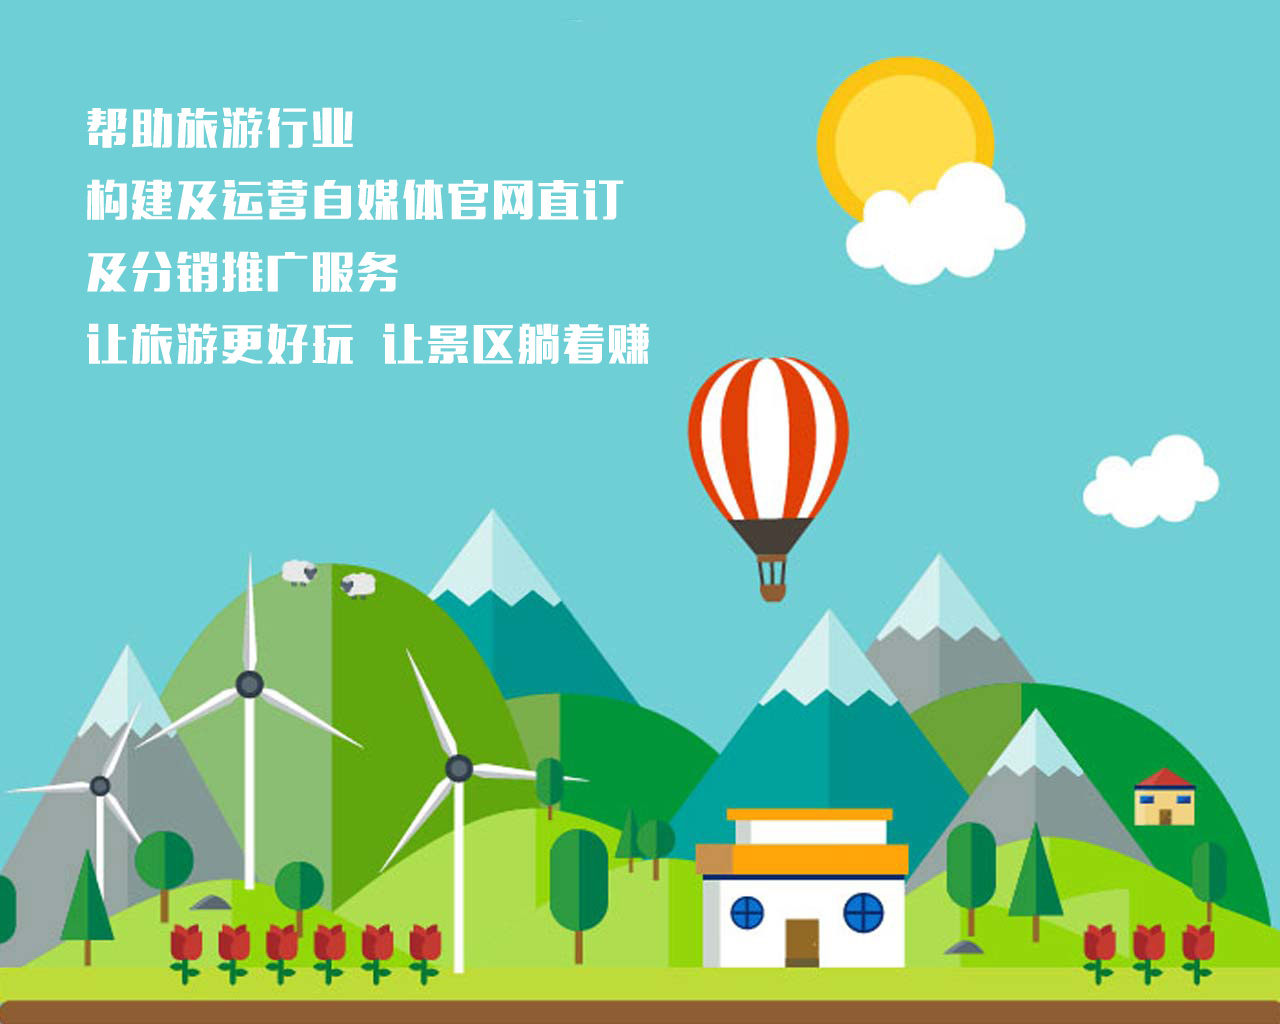 帮助旅游行业
构建及运营自媒体官网直订
及分销推广服务
让旅游更好玩 让景区躺着赚